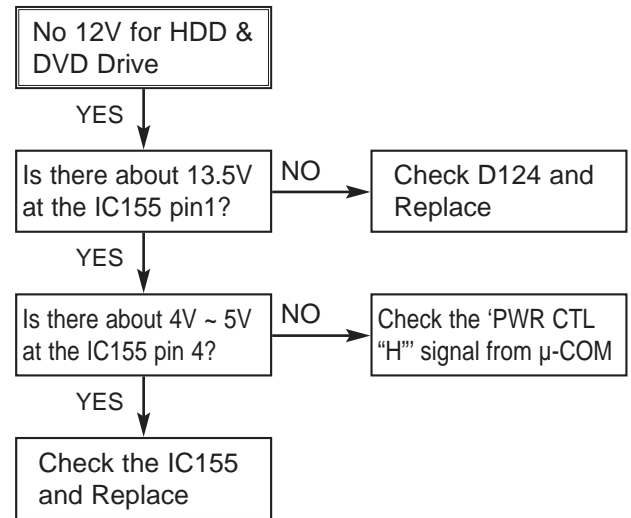 No 12V for HDD &
DVD Drive
YES
Is there about 13.5V
at the IC155 pin1?
NO
Check D124 and
Replace
YES
Is there about 4V ~ 5V
at the IC155 pin 4?
NO
Check the ‘PWR CTL
“H”’ signal from µ-COM
YES
Check the IC155
and Replace